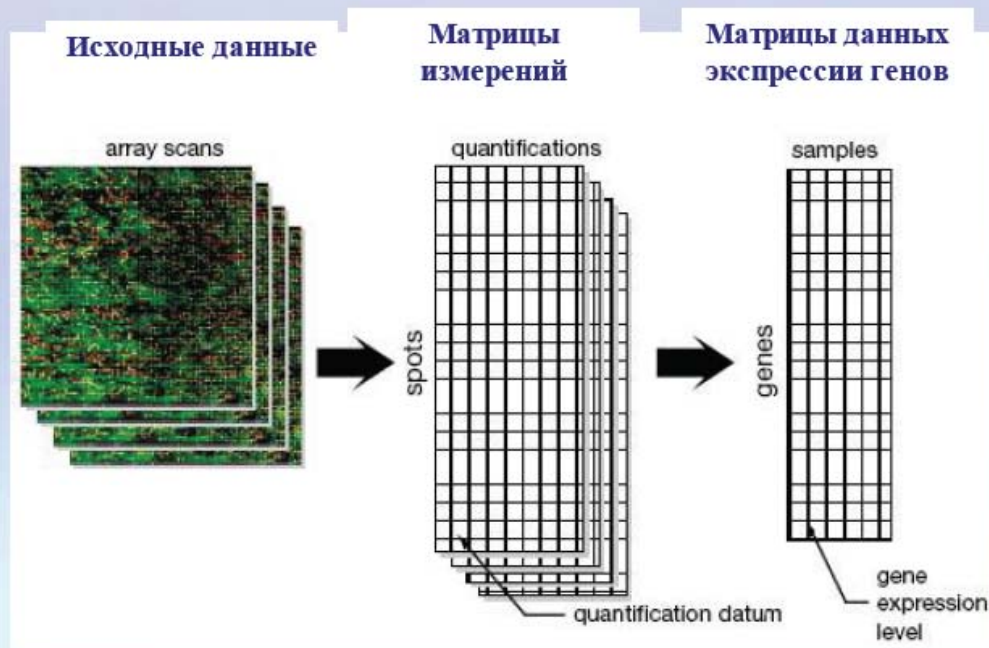 Исходные данные
Матрицы
измерений
Матрицы данных
экспрессии генов
array scans
quantifications
samples
spots
genes
quantification datum
gene
expression
level